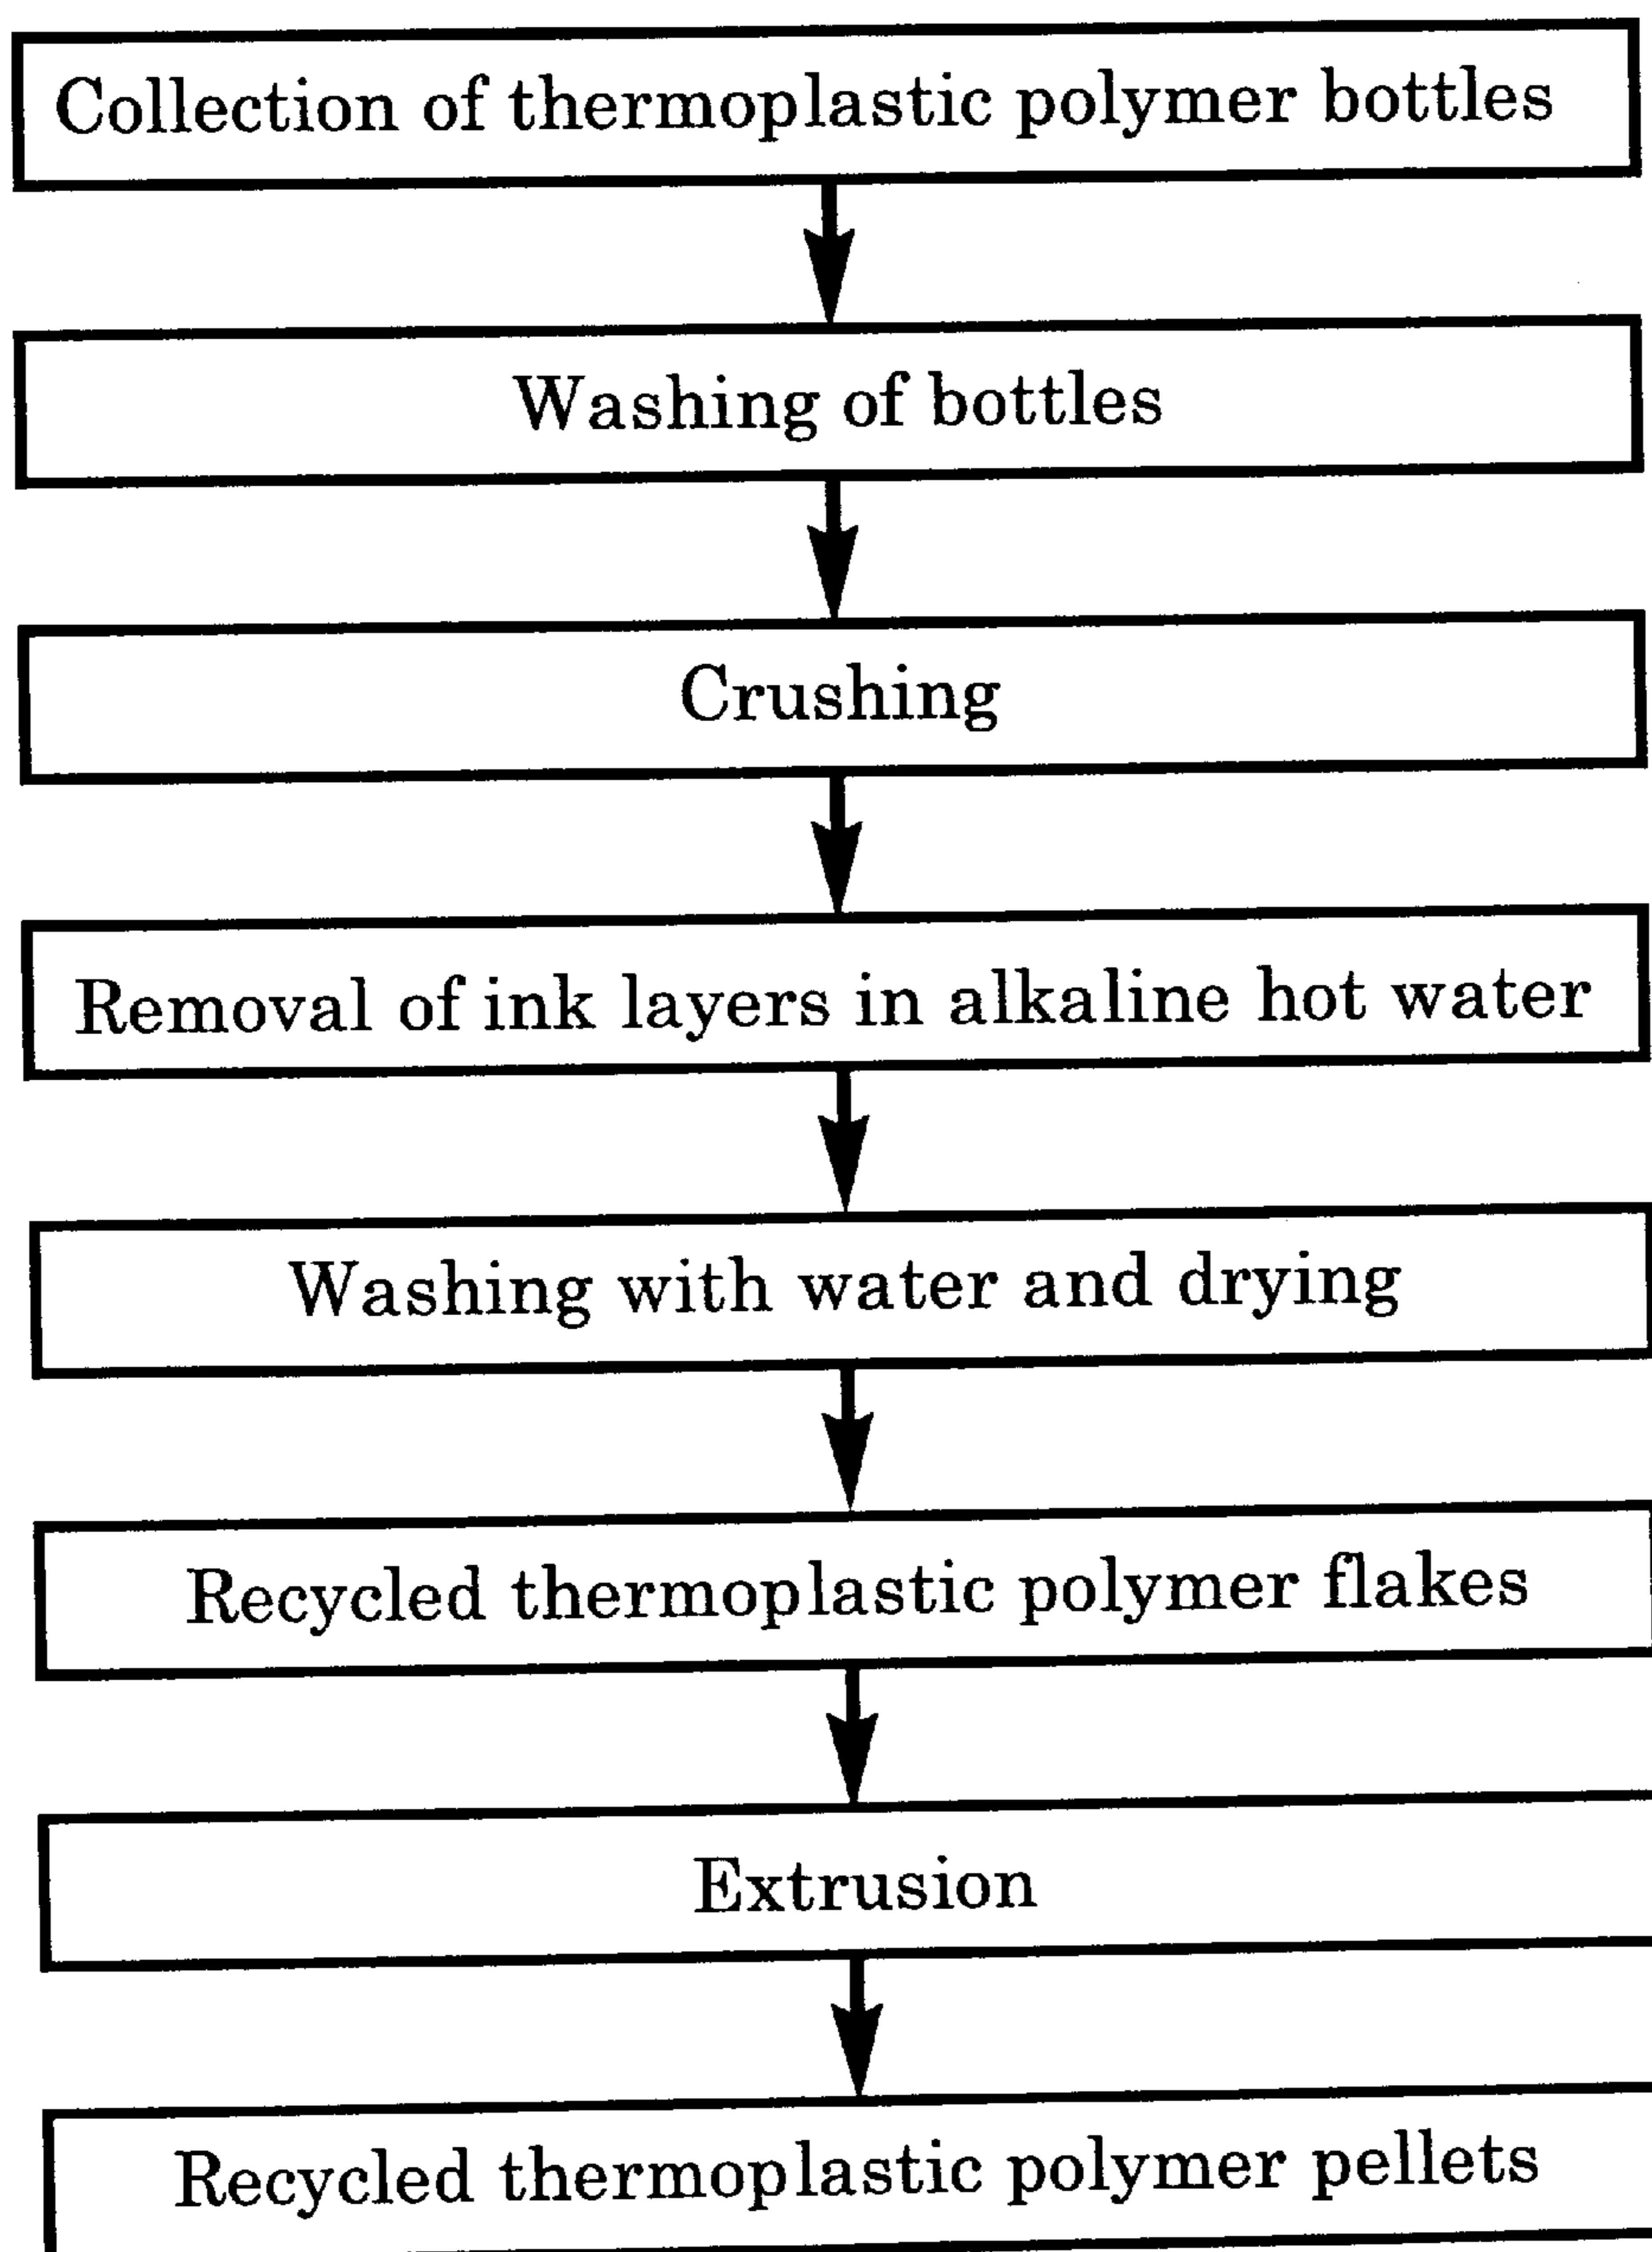 Collection of thermoplastic polymer bottles
Washing of bottles
Crushing
Removal of ink layers in alkaline hot water
Washing with water and drying
Recycled thermoplastic polymer flakes
Extrusion
Recycled thermoplastic polymer pellets